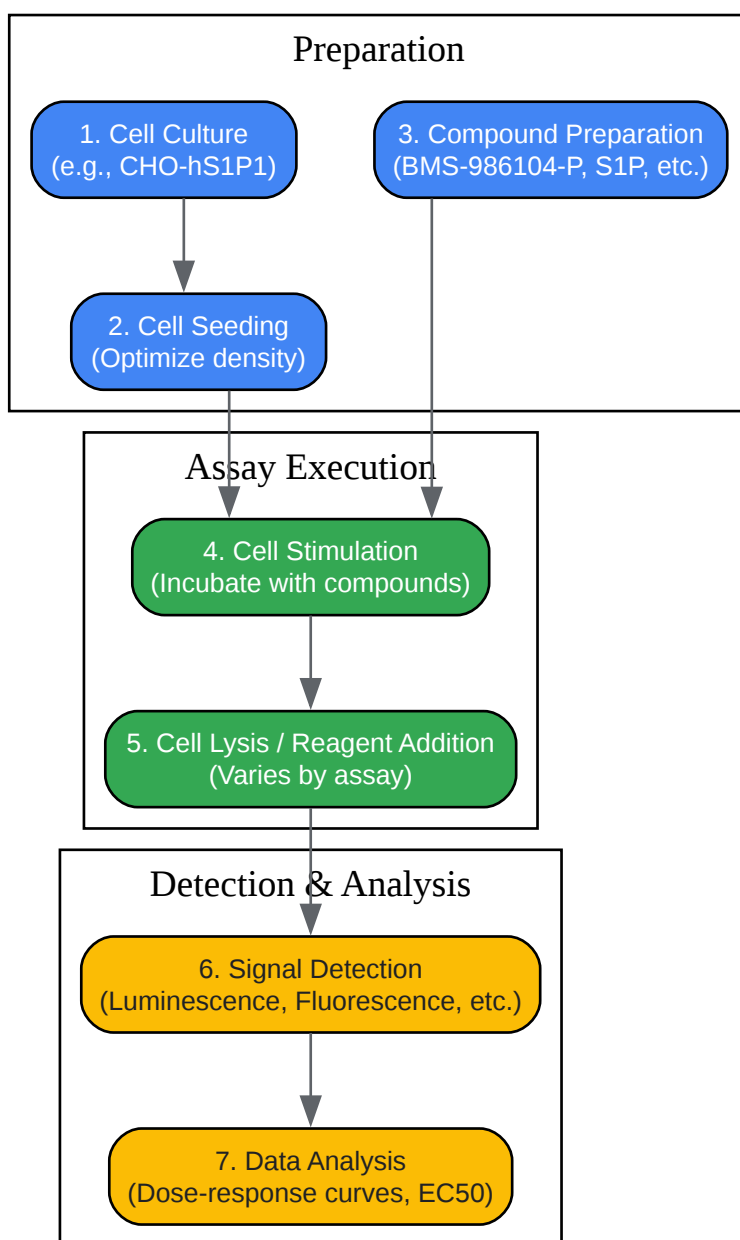 Preparation
1. Cell Culture
(e.g., CHO-hS1P1)
3. Compound Preparation
(BMS-986104-P, S1P, etc.)
2. Cell Seeding
(Optimize density)
Assay Execution
4. Cell Stimulation
(Incubate with compounds)
5. Cell Lysis / Reagent Addition
(Varies by assay)
Detection & Analysis
6. Signal Detection
(Luminescence, Fluorescence, etc.)
7. Data Analysis
(Dose-response curves, EC50)